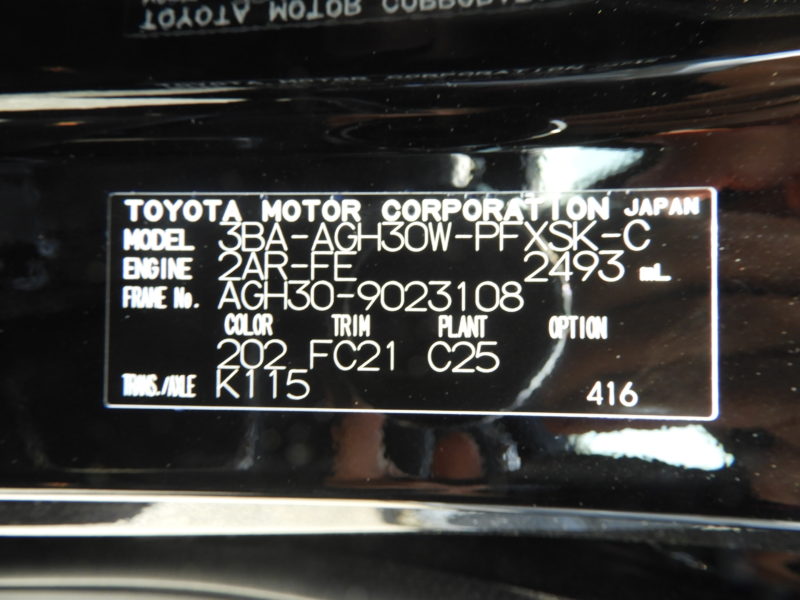 TOYOTA MOTOR CORPORATION JAPAN
MODEL 3BA-AGH30W-PFXSK-C
ENGINE 2AR-FE 2493 mL
FRAME No. AGH30-9023108
COLOR TRIM PLANT OPTION
202 FC21 C25
TRANS./AXLE K115 416